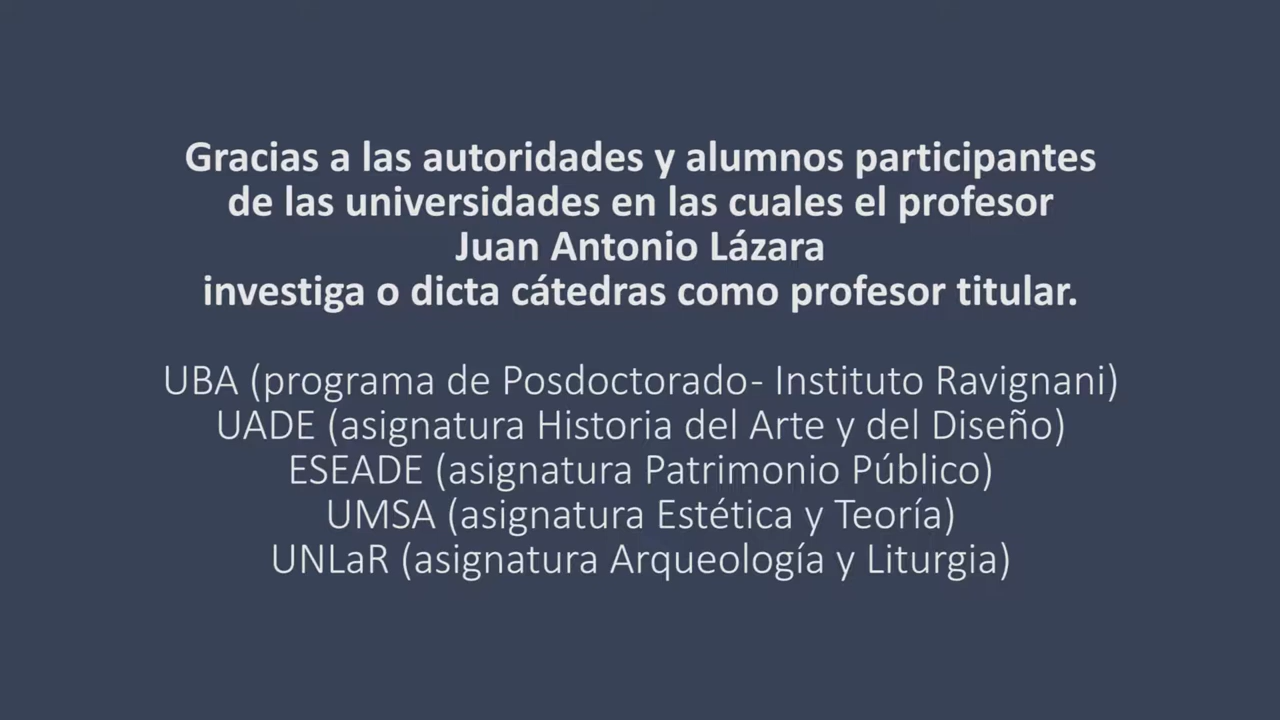 Gracias a las autoridades y alumnos participantes
de las universidades en las cuales el profesor
Juan Antonio Lázara
investiga o dicta cátedras como profesor titular.
UBA (programa de Posdoctorado- Instituto Ravignani)
UADE (asignatura Historia del Arte y del Diseño)
ESEADE (asignatura Patrimonio Público)
UMSA (asignatura Estética y Teoría)
UNLaR (asignatura Arqueología y Liturgia)